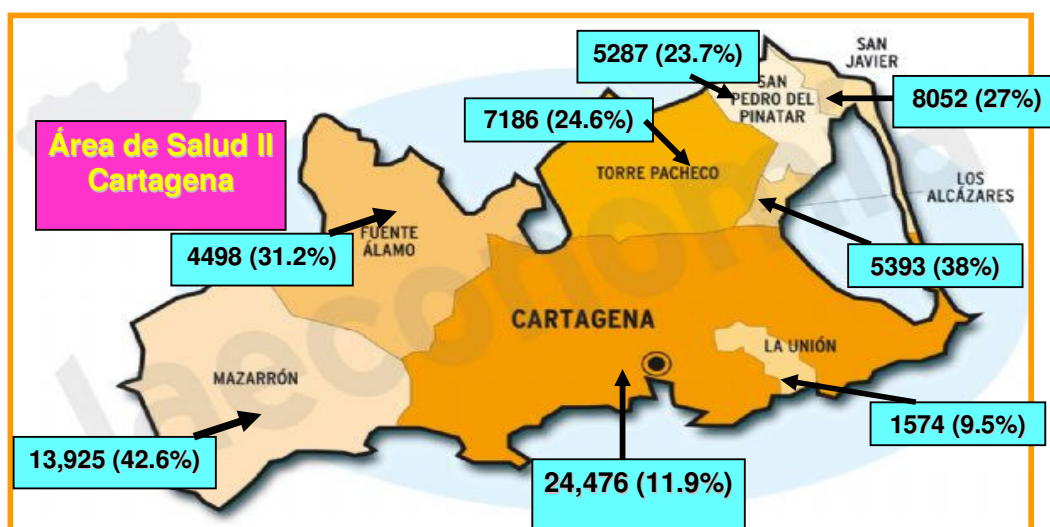 5287 (23.7%)
SAN
JAVIER
SAN
PEDRO DEL
PINATAR
8052 (27%)
7186 (24.6%)
Área de Salud II
Cartagena
TORRE PACHECO
LOS
ALCÁZARES
FUENTE
ÁLAMO
4498 (31.2%)
5393 (38%)
CARTAGENA
LA UNIÓN
MAZARRÓN
1574 (9.5%)
13,925 (42.6%)
24,476 (11.9%)
laeconomia